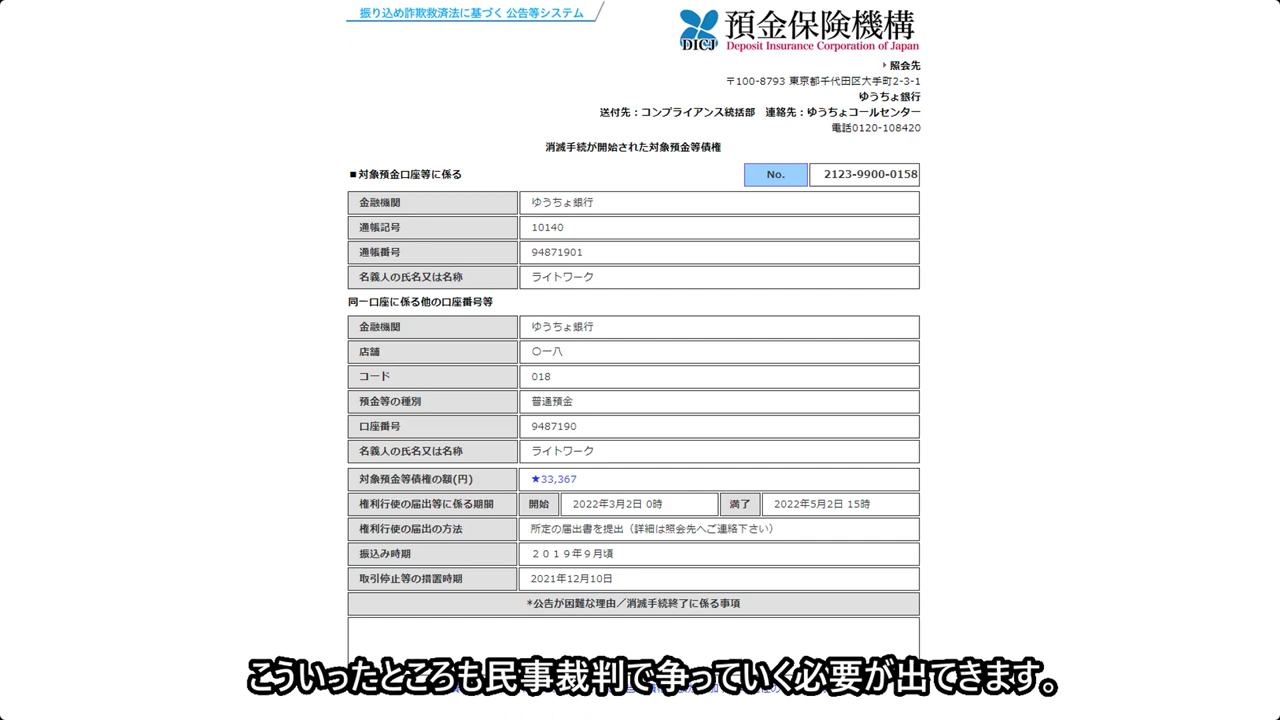 振り込め詐欺救済法に基づく 公告等システム
DICJ 預金保険機構
Deposit Insurance Corporation of Japan
照会先
〒100-8793 東京都千代田区大手町2-3-1
ゆうちょ銀行
送付先：コンプライアンス統括部　連絡先：ゆうちょコールセンター
電話0120-108420
消滅手続が開始された対象預金等債権
■対象預金口座等に係る No. 2123-9900-0158
金融機関 ゆうちょ銀行
通帳記号 10140
通帳番号 94871901
名義人の氏名又は名称 ライトワーク
同一口座に係る他の口座番号等
金融機関 ゆうちょ銀行
店舗 〇一八
コード 018
預金等の種別 普通預金
口座番号 9487190
名義人の氏名又は名称 ライトワーク
対象預金等債権の額(円) ★33,367
権利行使の届出等に係る期間 開始 2022年3月2日 0時 満了 2022年5月2日 15時
権利行使の届出の方法 所定の届出書を提出（詳細は照会先へご連絡下さい）
振込み時期 ２０１９年９月頃
取引停止等の措置時期 2021年12月10日
*公告が困難な理由／消滅手続終了に係る事項
こういったところも民事裁判で争っていく必要が出てきます。